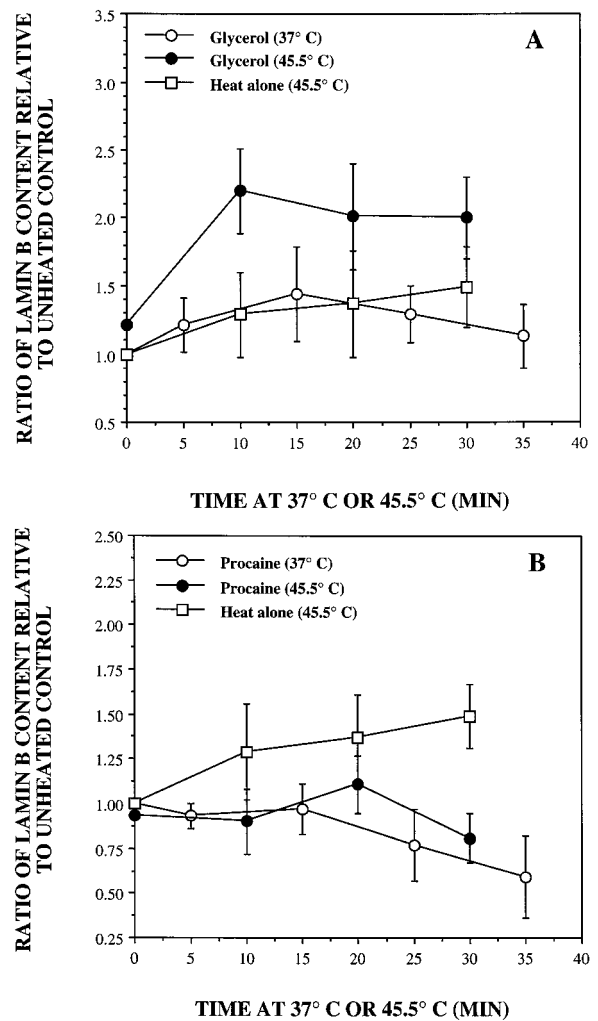 3.5
A
Glycerol (37° C)
Glycerol (45.5° C)
Heat alone (45.5° C)
3.0
2.5
2.0
1.5
1.0
0.5
0 5 10 15 20 25 30 35 40
RATIO OF LAMIN B CONTENT RELATIVE
TO UNHEATED CONTROL
TIME AT 37° C OR 45.5° C (MIN)
2.50
B
Procaine (37° C)
Procaine (45.5° C)
Heat alone (45.5° C)
2.25
2.00
1.75
1.50
1.25
1.00
0.75
0.50
0.25
0 5 10 15 20 25 30 35 40
RATIO OF LAMIN B CONTENT RELATIVE
TO UNHEATED CONTROL
TIME AT 37° C OR 45.5° C (MIN)